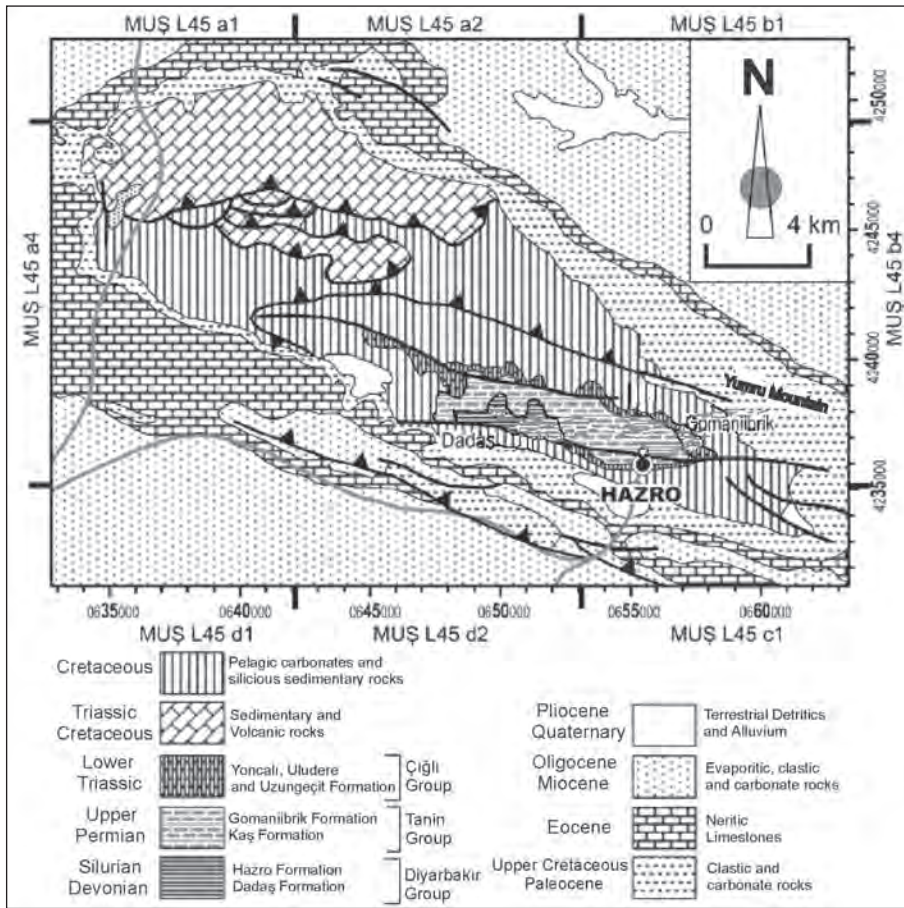 MUŞ L45 a1
MUŞ L45 a2
MUŞ L45 b1
N
0 4 km
4250000
4245000
4240000
4235000
MUŞ L45 a4
MUŞ L45 b4
Yumru Mountain
Gomaniibrik
Dadaş
HAZRO
0635000 0640000 0645000 0650000 0655000 0660000
MUŞ L45 d1
MUŞ L45 d2
MUŞ L45 c1
Cretaceous
Pelagic carbonates and
silicious sedimentary rocks
Triassic
Cretaceous
Sedimentary and
Volcanic rocks
Lower
Triassic
Yoncalı, Uludere
and Uzungeçit Formation
Çığlı
Group
Upper
Permian
Gomaniibrik Formation
Kaş Formation
Tanin
Group
Silurian
Devonian
Hazro Formation
Dadaş Formation
Diyarbakır
Group
Pliocene
Quaternary
Terrestrial Detritics
and Alluvium
Oligocene
Miocene
Evaporitic, clastic
and carbonate rocks
Eocene
Neritic
Limestones
Upper Cretaceous
Paleocene
Clastic and
carbonate rocks